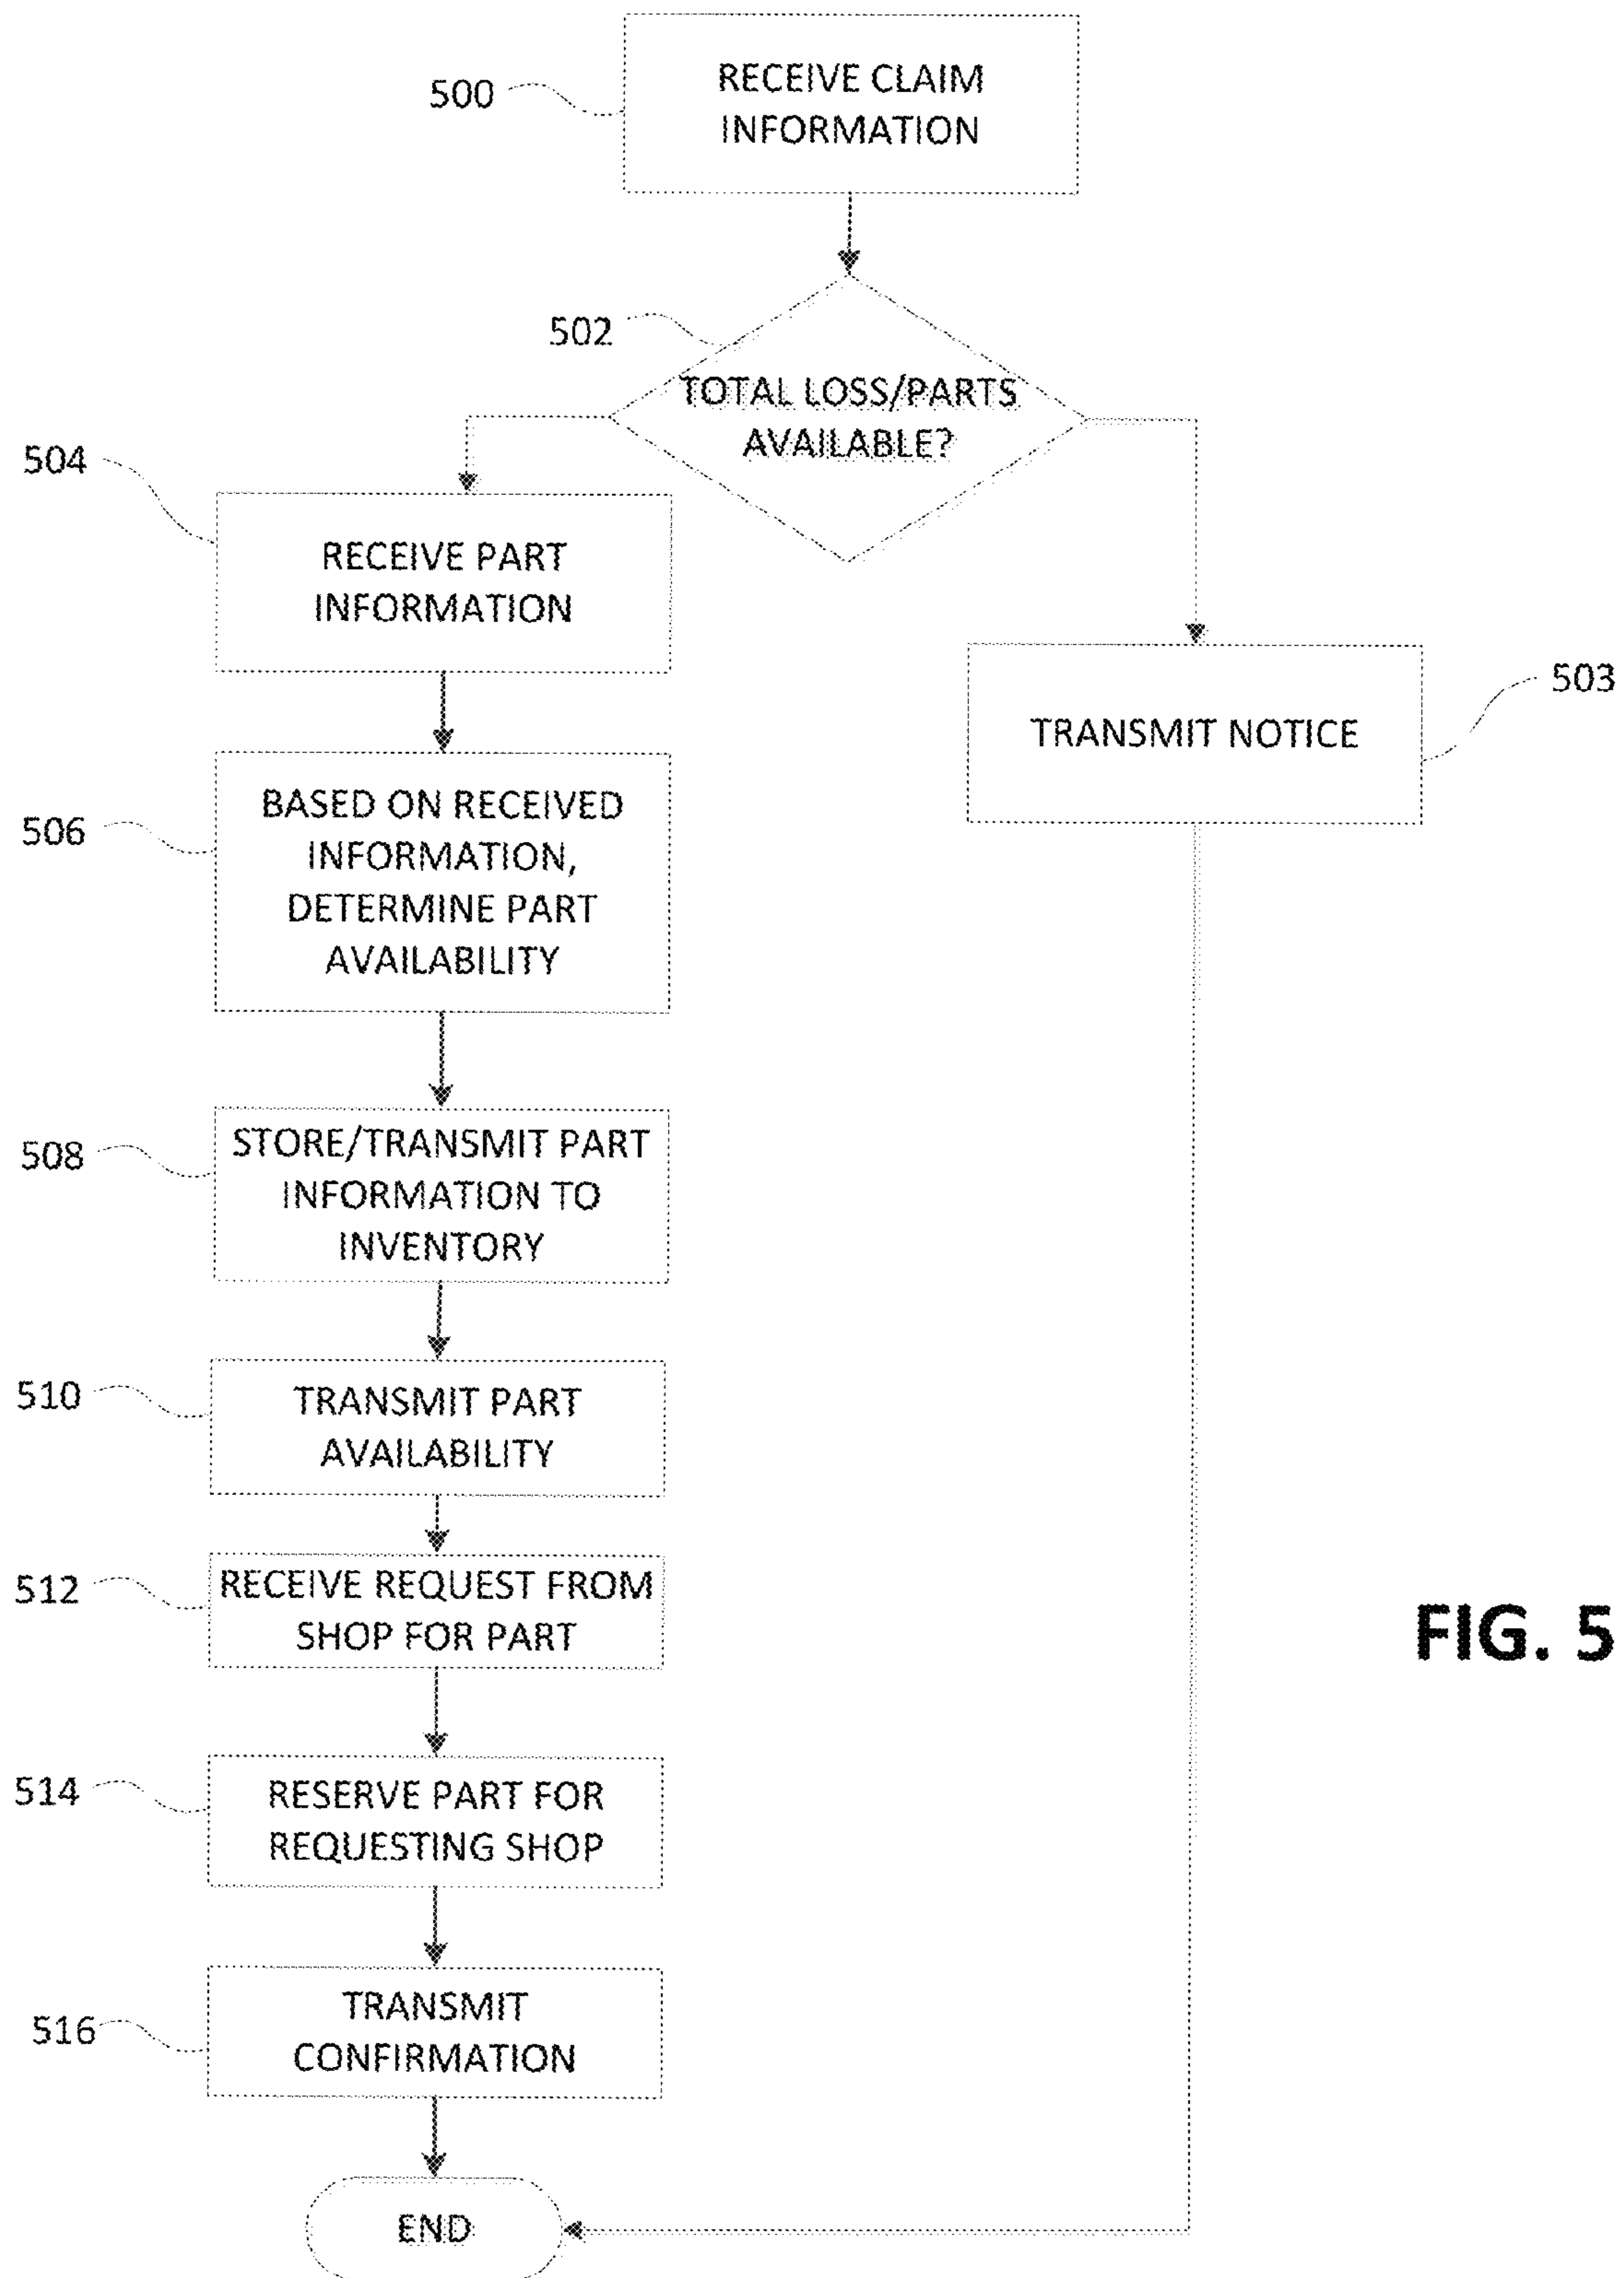 500
RECEIVE CLAIM
INFORMATION
502
TOTAL LOSS/PARTS
AVAILABLE?
504
RECEIVE PART
INFORMATION
503
TRANSMIT NOTICE
506
BASED ON RECEIVED
INFORMATION,
DETERMINE PART
AVAILABILITY
508
STORE/TRANSMIT PART
INFORMATION TO
INVENTORY
510
TRANSMIT PART
AVAILABILITY
512
RECEIVE REQUEST FROM
SHOP FOR PART
FIG. 5
514
RESERVE PART FOR
REQUESTING SHOP
516
TRANSMIT
CONFIRMATION
END